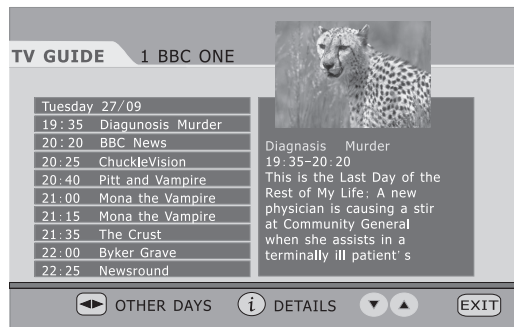 TV GUIDE 1 BBC ONE
Tuesday 27/09
19:35 Diagunosis Murder
20:20 BBC News
20:25 ChuckleVision
20:40 Pitt and Vampire
21:00 Mona the Vampire
21:15 Mona the Vampire
21:35 The Crust
22:00 Byker Grave
22:25 Newsround
Diagnasis Murder
19:35-20:20
This is the Last Day of the
Rest of My Life; A new
physician is causing a stir
at Community General
when she assists in a
terminally ill patient's
OTHER DAYS i DETAILS EXIT